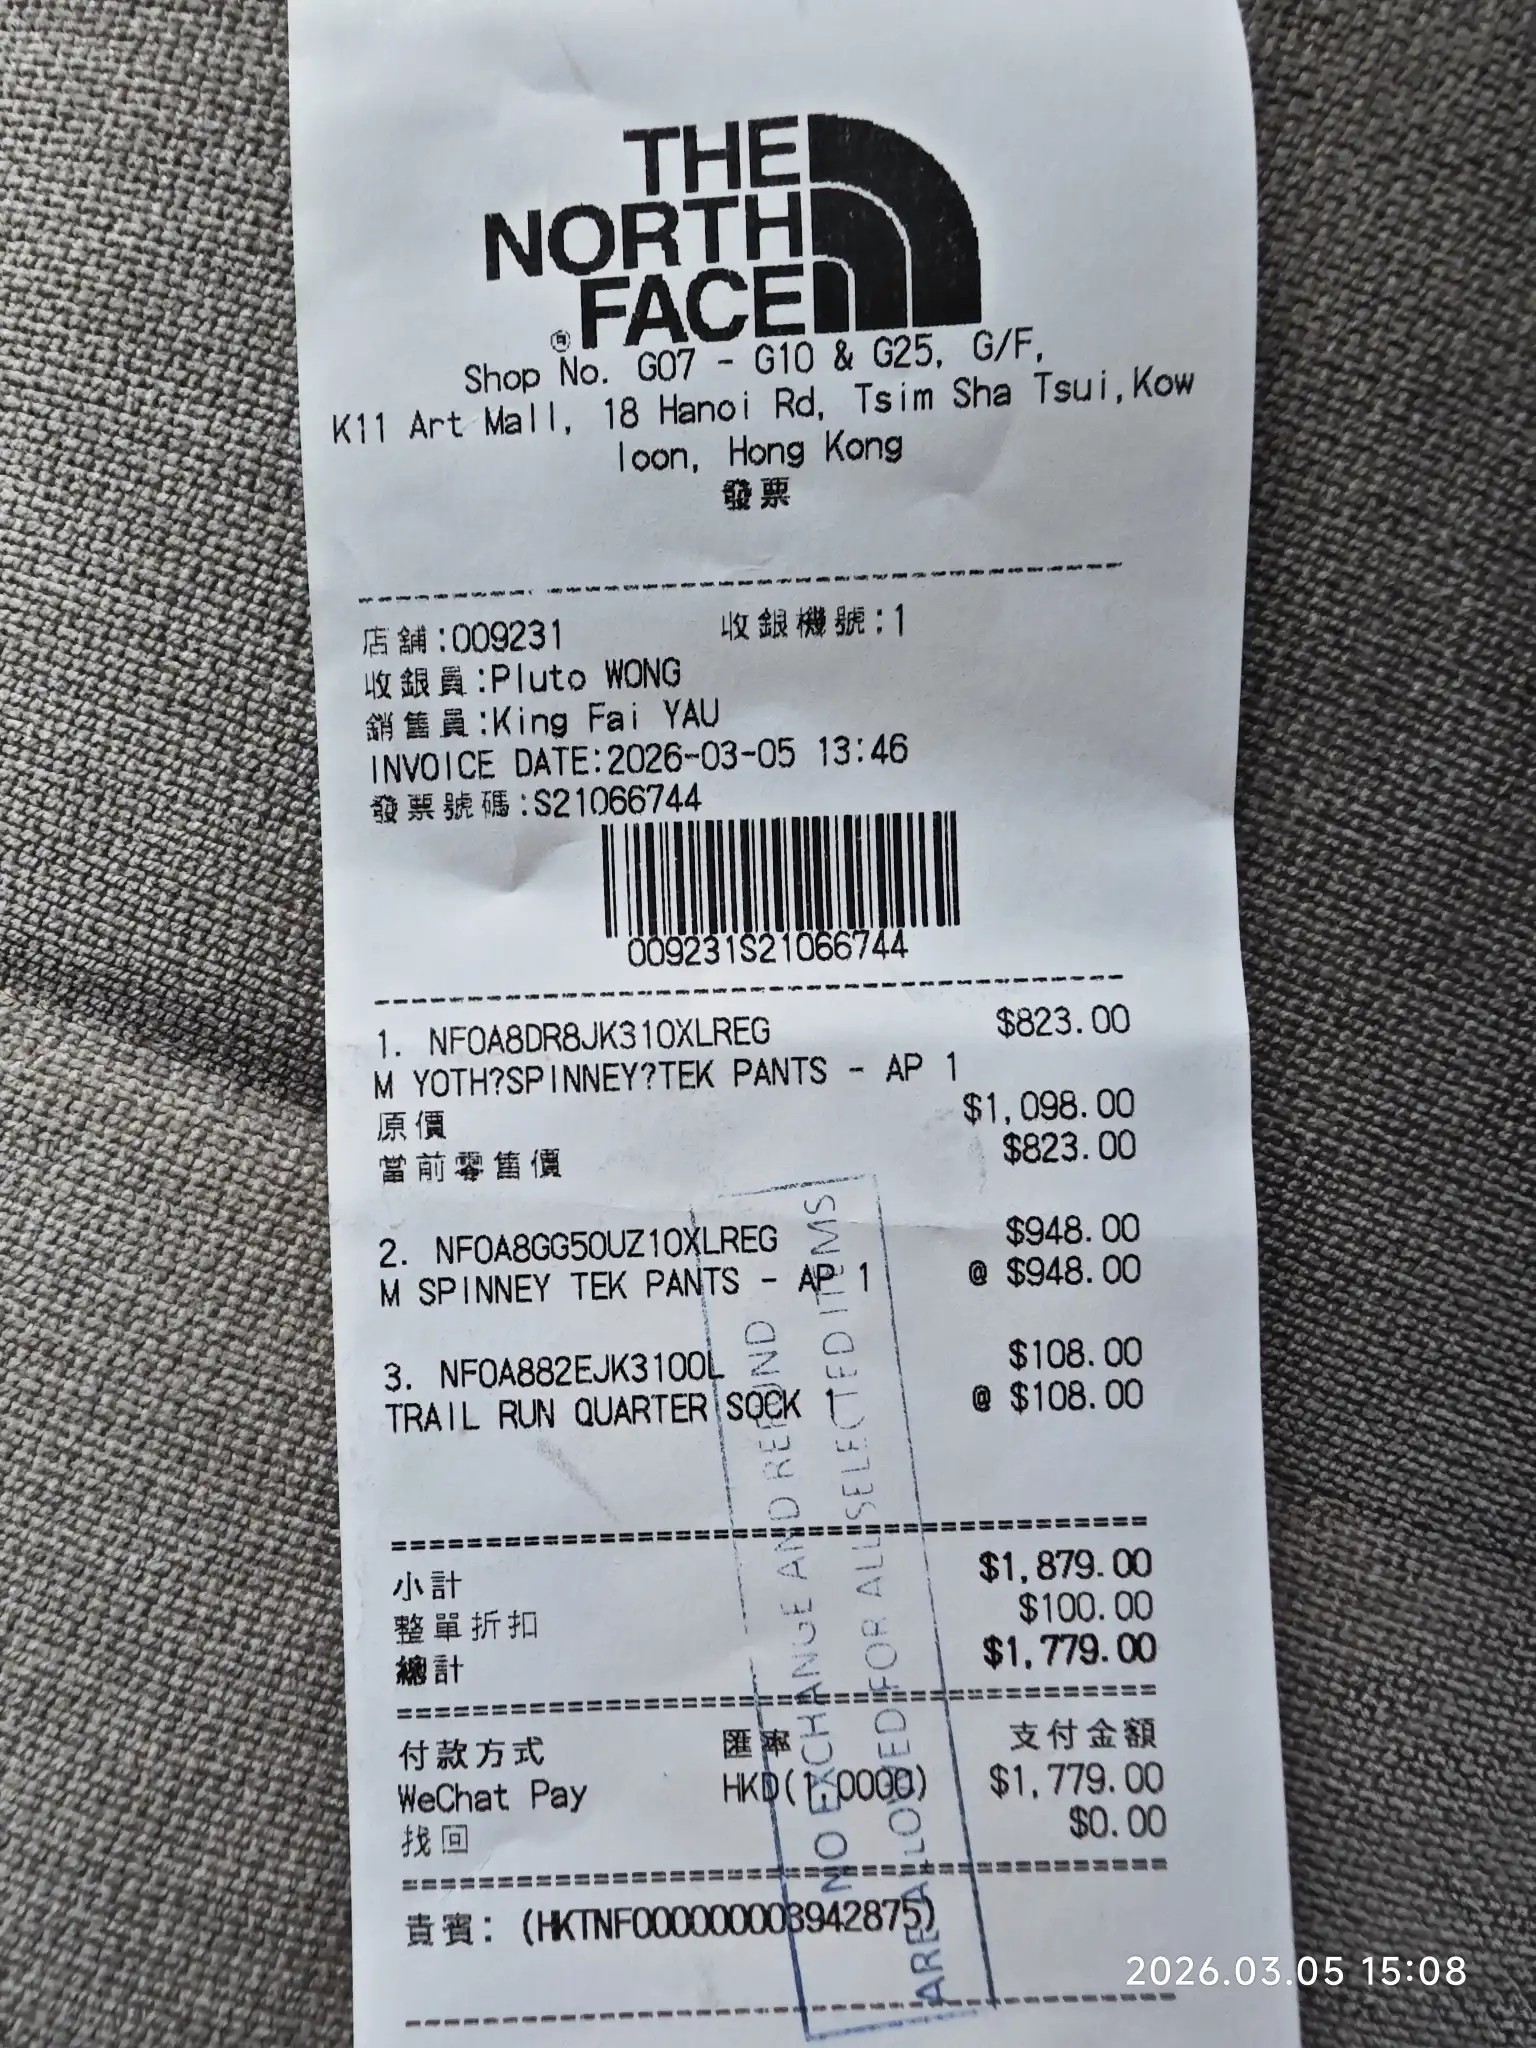 THE
NORTH
FACE
®
Shop No. G07 - G10 & G25, G/F,
K11 Art Mall, 18 Hanoi Rd, Tsim Sha Tsui,Kow
loon, Hong Kong
發票
店舖:009231 收銀機號:1
收銀員:Pluto WONG
銷售員:King Fai YAU
INVOICE DATE:2026-03-05 13:46
發票號碼:S21066744
009231S21066744
1. NF0A8DR8JK310XLREG $823.00
M YOTH?SPINNEY?TEK PANTS - AP 1
原價 $1,098.00
當前零售價 $823.00
2. NF0A8GG50UZ10XLREG $948.00
M SPINNEY TEK PANTS - AP 1 @ $948.00
3. NF0A882EJK3100L $108.00
TRAIL RUN QUARTER SOCK 1 @ $108.00
小計 $1,879.00
整單折扣 $100.00
總計 $1,779.00
付款方式 匯率 支付金額
WeChat Pay HKD(1.0000) $1,779.00
找回 $0.00
貴賓: (HKTNF000000003942875)
NO EXCHANGE AND REFUND
ARE ALLOWED FOR ALL SELECTED ITEMS
2026.03.05 15:08